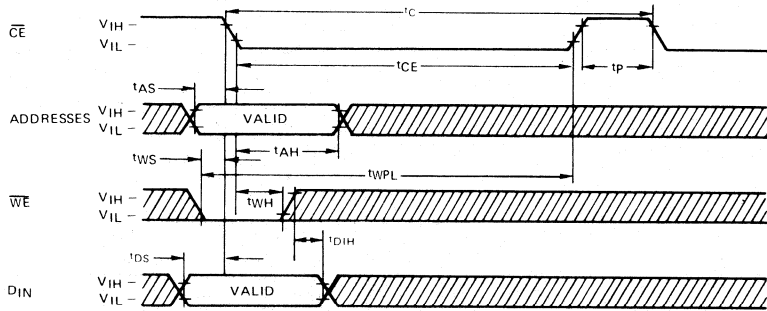 tC
CE
VIH
VIL
tCE
tP
tAS
ADDRESSES
VIH
VIL
VALID
tAH
tWS
tWPL
WE
VIH
VIL
tWH
tDIH
tDS
DIN
VIH
VIL
VALID